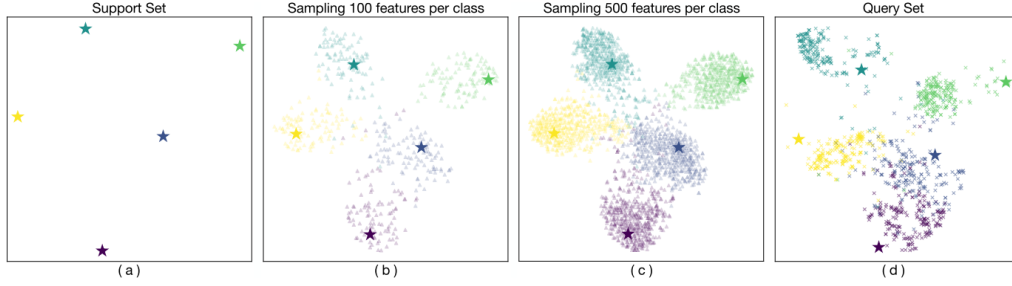 Support Set
Sampling 100 features per class
Sampling 500 features per class
Query Set
( a )
( b )
( c )
( d )